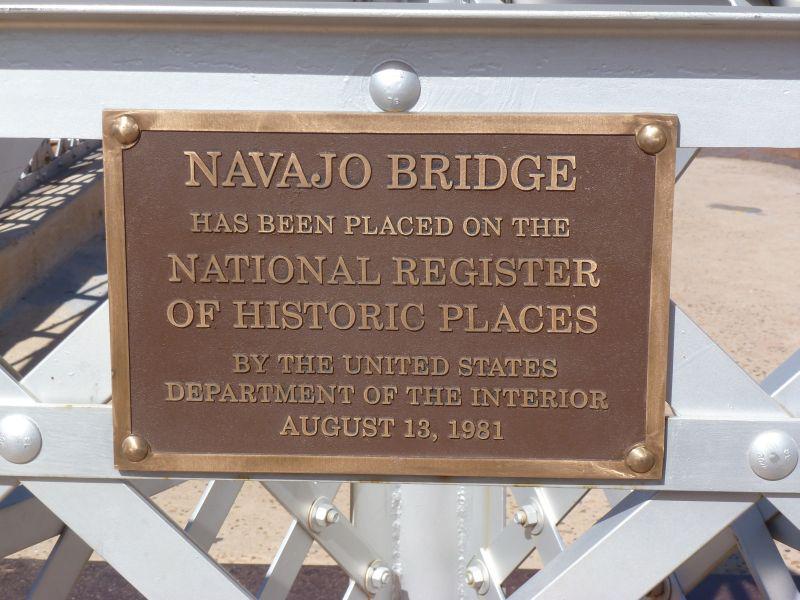 NAVAJO BRIDGE
HAS BEEN PLACED ON THE
NATIONAL REGISTER
OF HISTORIC PLACES
BY THE UNITED STATES
DEPARTMENT OF THE INTERIOR
AUGUST 13, 1981